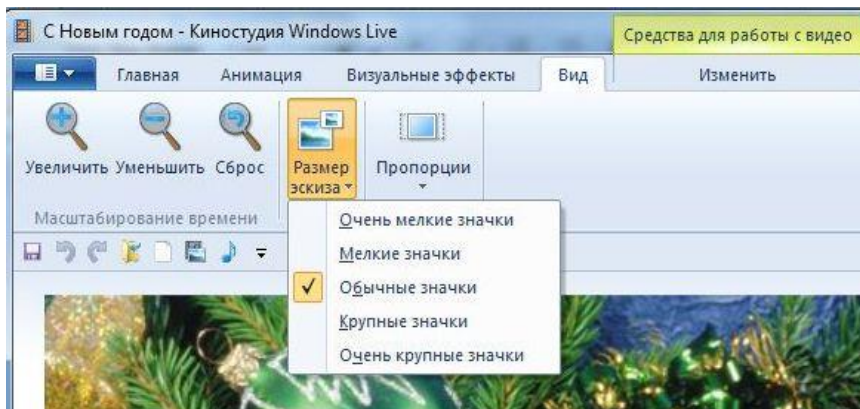 С Новым годом - Киностудия Windows Live
Средства для работы с видео
Главная Анимация Визуальные эффекты Вид Изменить
Увеличить Уменьшить Сброс Размер эскиза Пропорции
Масштабирование времени
Очень мелкие значки
Мелкие значки
Обычные значки
Крупные значки
Очень крупные значки